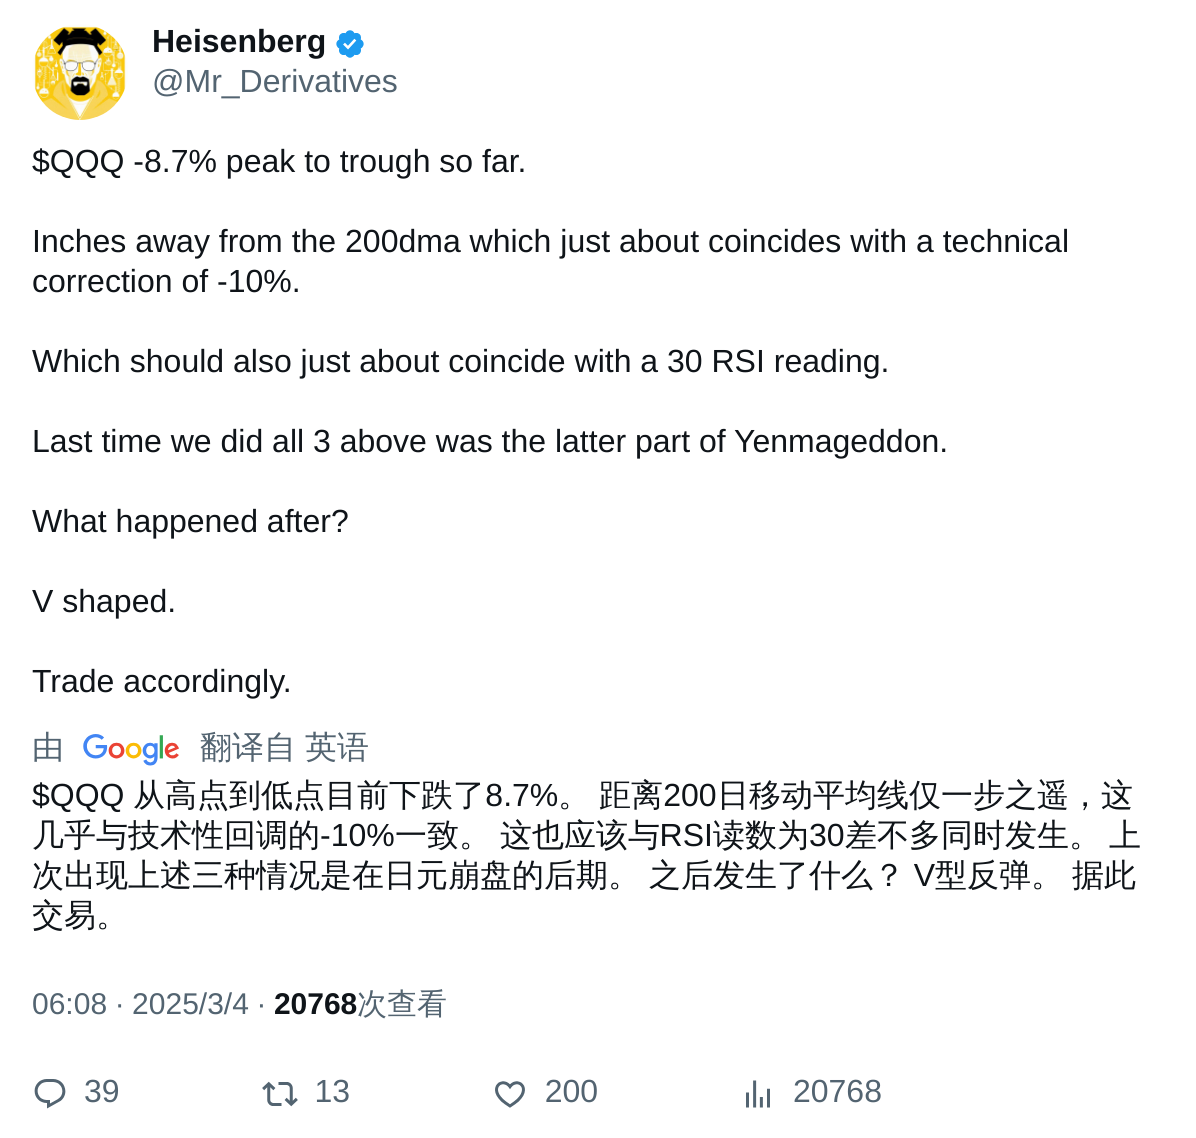 Heisenberg
@Mr_Derivatives
$QQQ -8.7% peak to trough so far.
Inches away from the 200dma which just about coincides with a technical
correction of -10%.
Which should also just about coincide with a 30 RSI reading.
Last time we did all 3 above was the latter part of Yenmageddon.
What happened after?
V shaped.
Trade accordingly.
由 Google 翻译自 英语
$QQQ 从高点到低点目前下跌了8.7%。 距离200日移动平均线仅一步之遥，这
几乎与技术性回调的-10%一致。 这也应该与RSI读数为30差不多同时发生。 上
次出现上述三种情况是在日元崩盘的后期。 之后发生了什么？ V型反弹。 据此
交易。
06:08 · 2025/3/4 · 20768次查看
39 13 200 20768